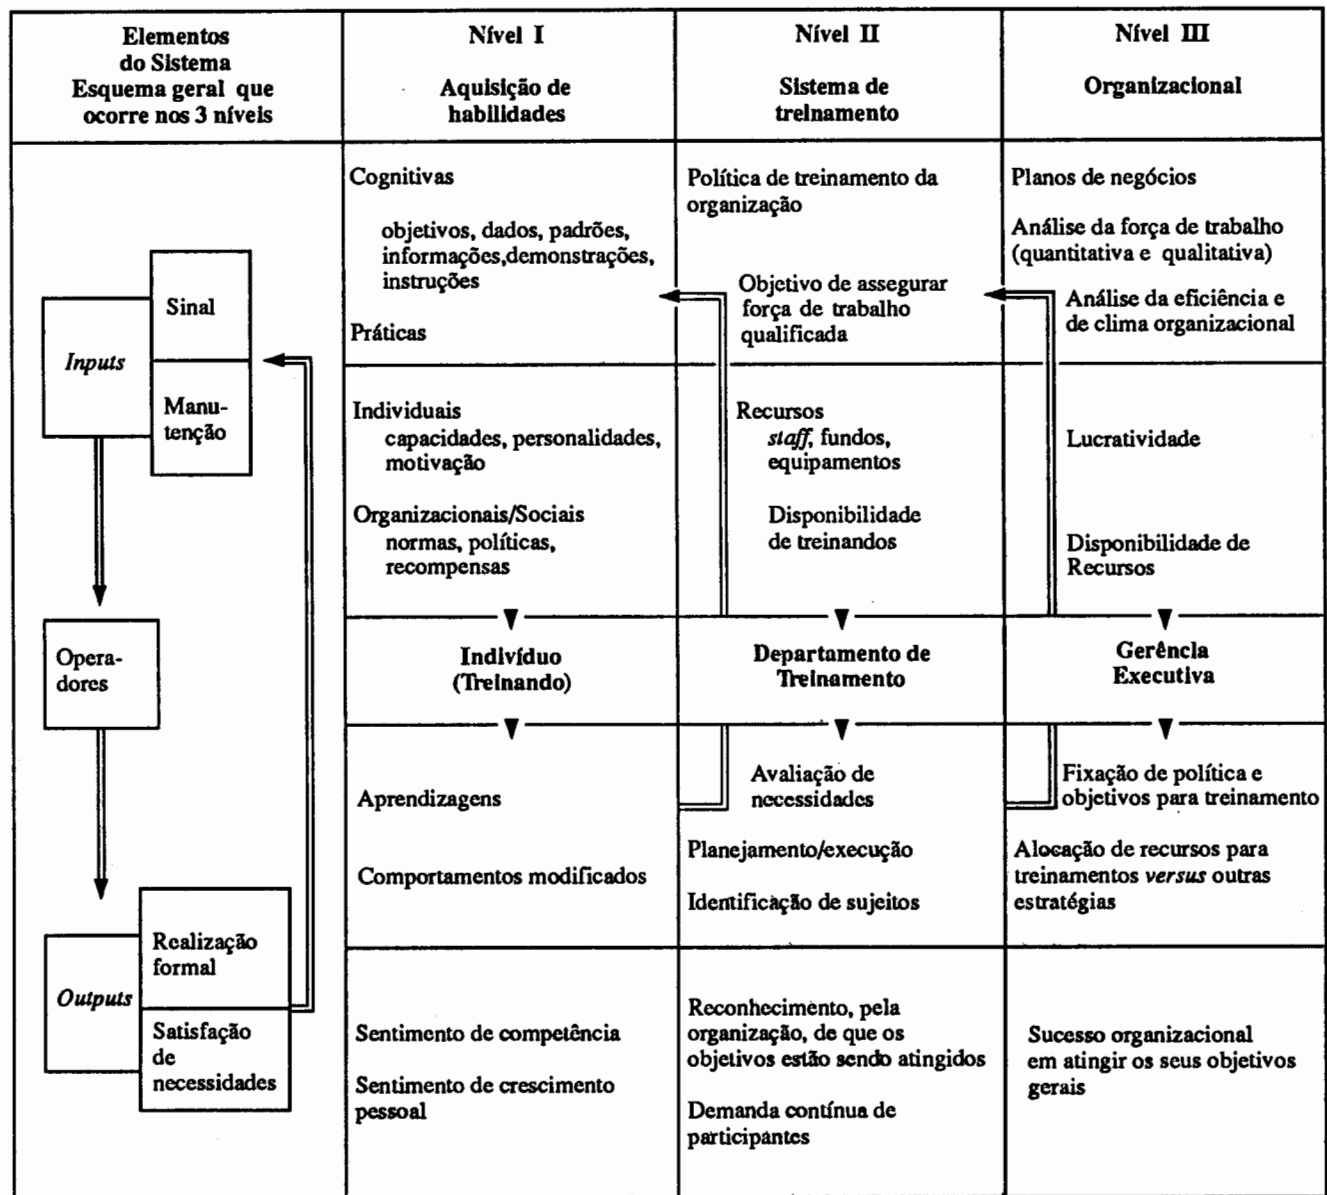 Elementos
do Sistema
Esquema geral que
ocorre nos 3 níveis
Nível I
Aquisição de
habilidades
Nível II
Sistema de
treinamento
Nível III
Organizacional
Inputs
Sinal
Manu-
tenção
Opera-
dores
Outputs
Realização
formal
Satisfação
de
necessidades
Cognitivas
objetivos, dados, padrões,
informações,demonstrações,
instruções
Práticas
Política de treinamento da
organização
Objetivo de assegurar
força de trabalho
qualificada
Planos de negócios
Análise da força de trabalho
(quantitativa e qualitativa)
Análise da eficiência e
de clima organizacional
Individuais
capacidades, personalidades,
motivação
Organizacionais/Sociais
normas, políticas,
recompensas
Recursos
staff, fundos,
equipamentos
Disponibilidade
de treinandos
Lucratividade
Disponibilidade de
Recursos
Indivíduo
(Treinando)
Departamento de
Treinamento
Gerência
Executiva
Aprendizagens
Comportamentos modificados
Avaliação de
necessidades
Planejamento/execução
Identificação de sujeitos
Fixação de política e
objetivos para treinamento
Alocação de recursos para
treinamentos versus outras
estratégias
Sentimento de competência
Sentimento de crescimento
pessoal
Reconhecimento, pela
organização, de que os
objetivos estão sendo atingidos
Demanda contínua de
participantes
Sucesso organizacional
em atingir os seus objetivos
gerais